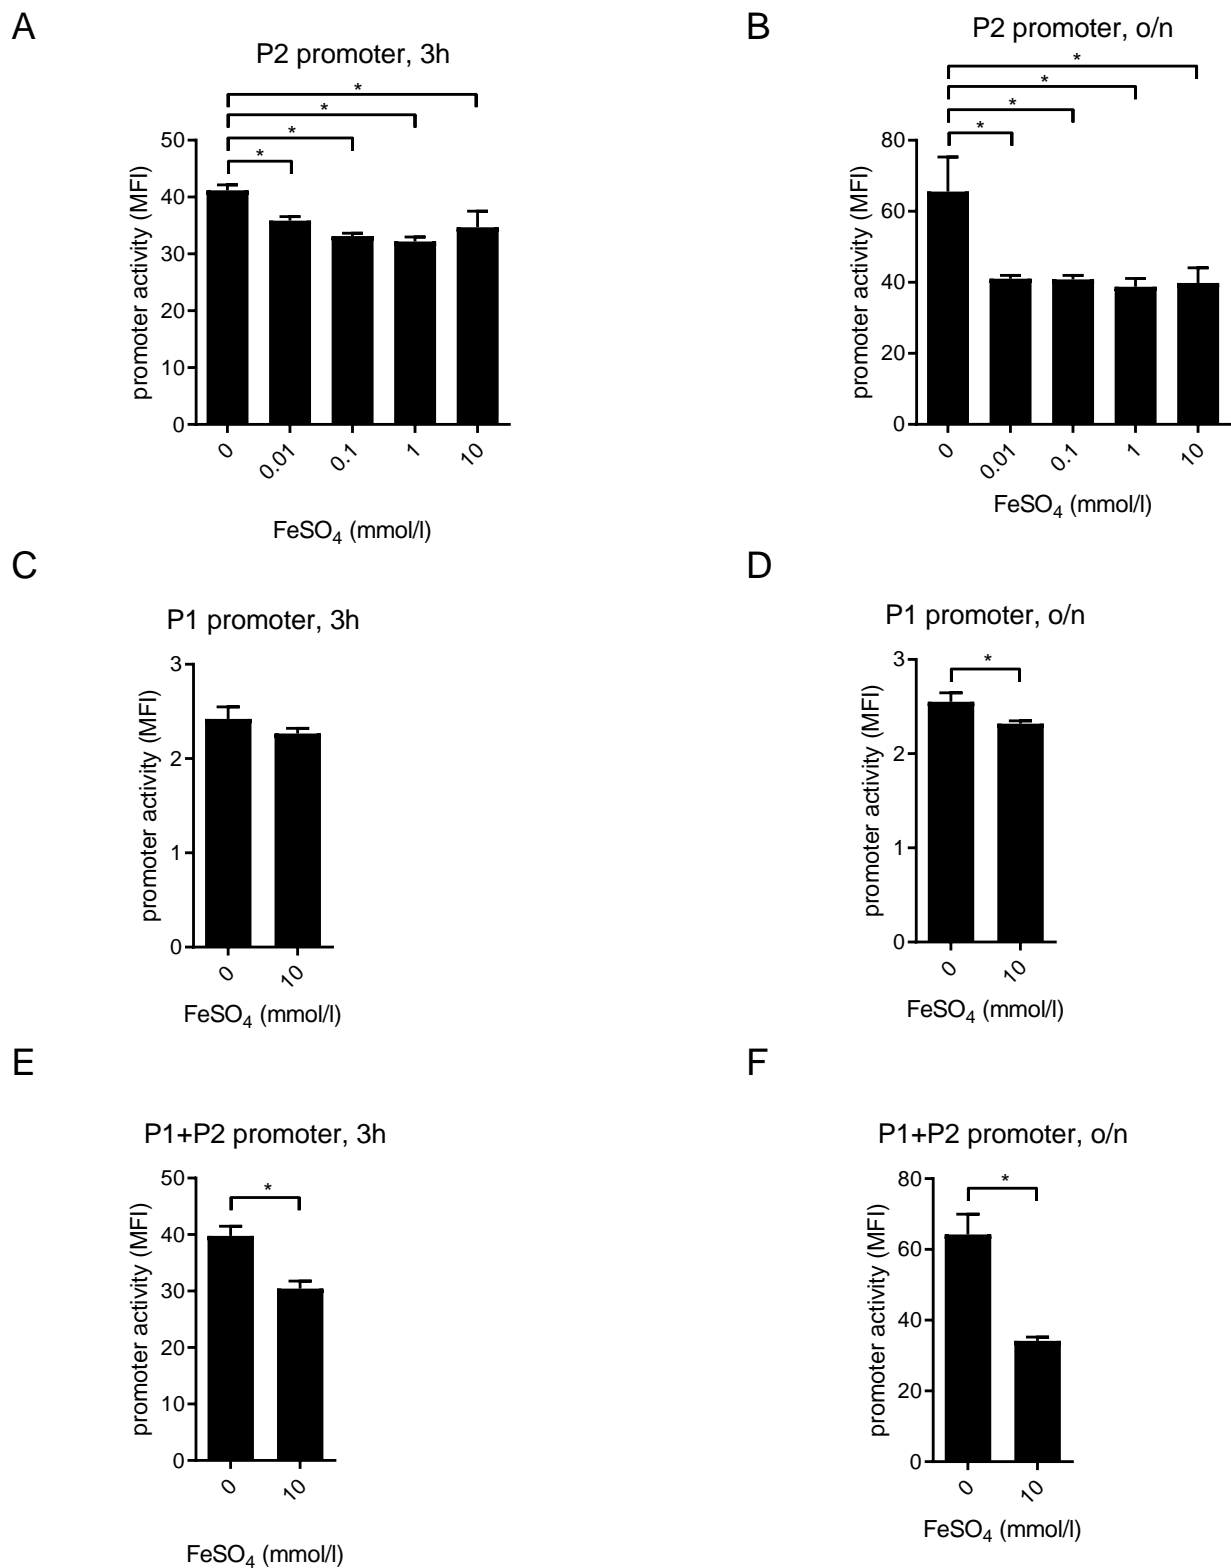 A
P2 promoter, 3h
*
*
*
*
promoter activity (MFI)
50
40
30
20
10
0
0
0.01
0.1
1
10
FeSO4 (mmol/l)
B
P2 promoter, o/n
*
*
*
*
promoter activity (MFI)
80
60
40
20
0
0
0.01
0.1
1
10
FeSO4 (mmol/l)
C
P1 promoter, 3h
promoter activity (MFI)
3
2
1
0
0
10
FeSO4 (mmol/l)
D
P1 promoter, o/n
*
promoter activity (MFI)
3
2
1
0
0
10
FeSO4 (mmol/l)
E
P1+P2 promoter, 3h
*
promoter activity (MFI)
50
40
30
20
10
0
0
10
FeSO4 (mmol/l)
F
P1+P2 promoter, o/n
*
promoter activity (MFI)
80
60
40
20
0
0
10
FeSO4 (mmol/l)